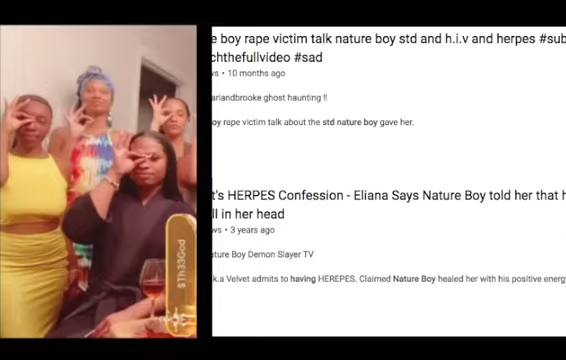 e boy rape victim talk nature boy std and h.i.v and herpes #sub
chthefullvideo #sad
ws • 10 months ago
ariandbrooke ghost haunting !!
oy rape victim talk about the std nature boy gave her.
t's HERPES Confession - Eliana Says Nature Boy told her that h
ll in her head
ws • 3 years ago
ature Boy Demon Slayer TV
k.a Velvet admits to having HEREPES. Claimed Nature Boy healed her with his positive energy
$Th33God